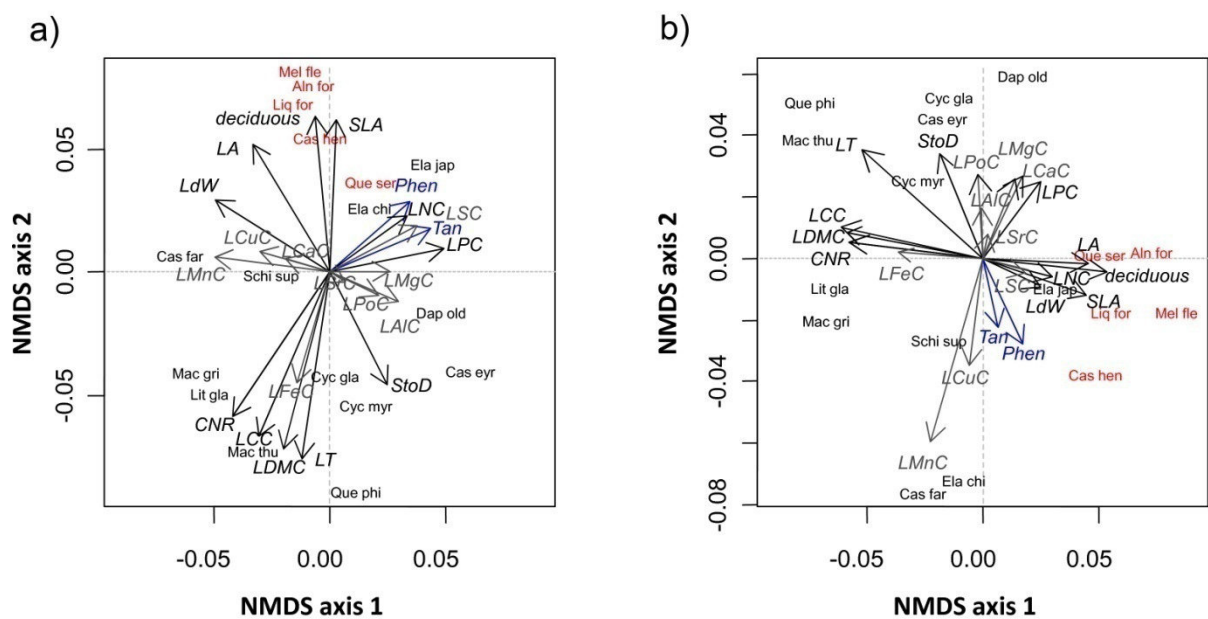 a)
Mel fle
Aln for
Liq for
deciduous
SLA
Cas hen
LA
Ela jap
Que ser
Phen
LdW
Ela chi
LNC
LSC
Tan
LCuC
LCaC
LPC
Cas far
LMnC
Schi sup
LSrC
LMgC
LPoC
Dap old
LAlC
Mac gri
Lit gla
LFeC
Cyc gla
StoD
Cas eyr
Cyc myr
CNR
LCC
Mac thu
LDMC
LT
Que phi
0.05
0.00
-0.05
-0.05
0.00
0.05
NMDS axis 2
NMDS axis 1
b)
Dap old
Que phi
Cyc gla
Cas eyr
Mac thu
LT
StoD
LMgC
LPoC
LCaC
Cyc myr
LPC
LAlC
LCC
LDMC
CNR
LSrC
LA
Que ser
Aln for
LFeC
deciduous
LSC
LNC
Ela jap
Lit gla
LdW
SLA
Mac gri
Liq for
Mel fle
Tan
Phen
Schi sup
LCuC
Cas hen
LMnC
Ela chi
Cas far
0.04
0.00
-0.04
-0.08
-0.05
0.00
0.05
NMDS axis 2
NMDS axis 1